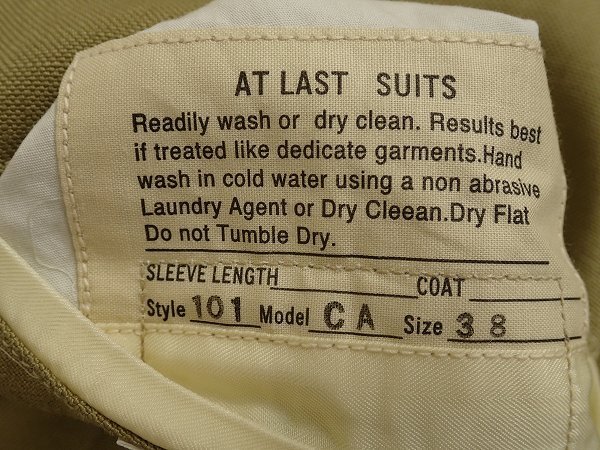 AT LAST SUITS
Readily wash or dry clean. Results best
if treated like dedicate garments.Hand
wash in cold water using a non abrasive
Laundry Agent or Dry Cleean.Dry Flat
Do not Tumble Dry.
SLEEVE LENGTH COAT
Style 101 Model CA Size 38